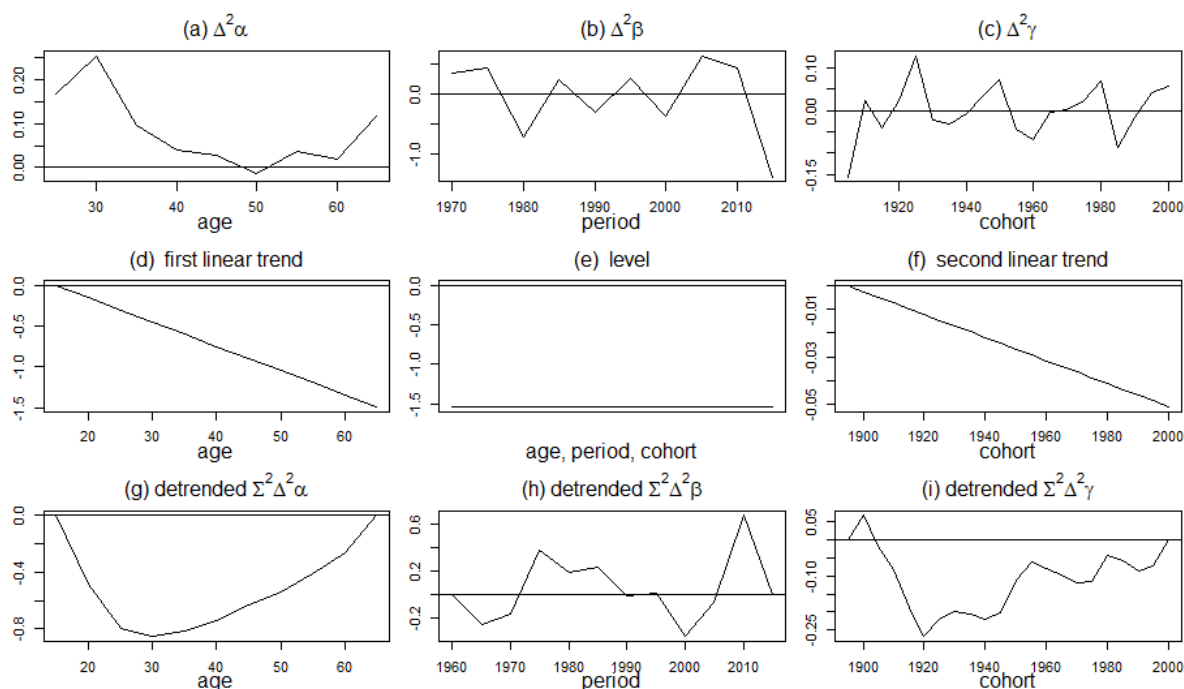 (a) Δ²α
0.00 0.10 0.20
30 40 50 60
age
(b) Δ²β
-1.0 0.0
1970 1980 1990 2000 2010
period
(c) Δ²γ
-0.15 0.00 0.10
1920 1940 1960 1980 2000
cohort
(d) first linear trend
-1.5 -1.0 -0.5 0.0
20 30 40 50 60
age
(e) level
-1.5 -1.0 -0.5 0.0
age, period, cohort
(f) second linear trend
-0.05 -0.03 -0.01
1900 1920 1940 1960 1980 2000
cohort
(g) detrended Σ²Δ²α
-0.8 -0.4 0.0
20 30 40 50 60
age
(h) detrended Σ²Δ²β
-0.2 0.2 0.6
1960 1970 1980 1990 2000 2010
period
(i) detrended Σ²Δ²γ
-0.25 -0.10 0.05
1900 1920 1940 1960 1980 2000
cohort